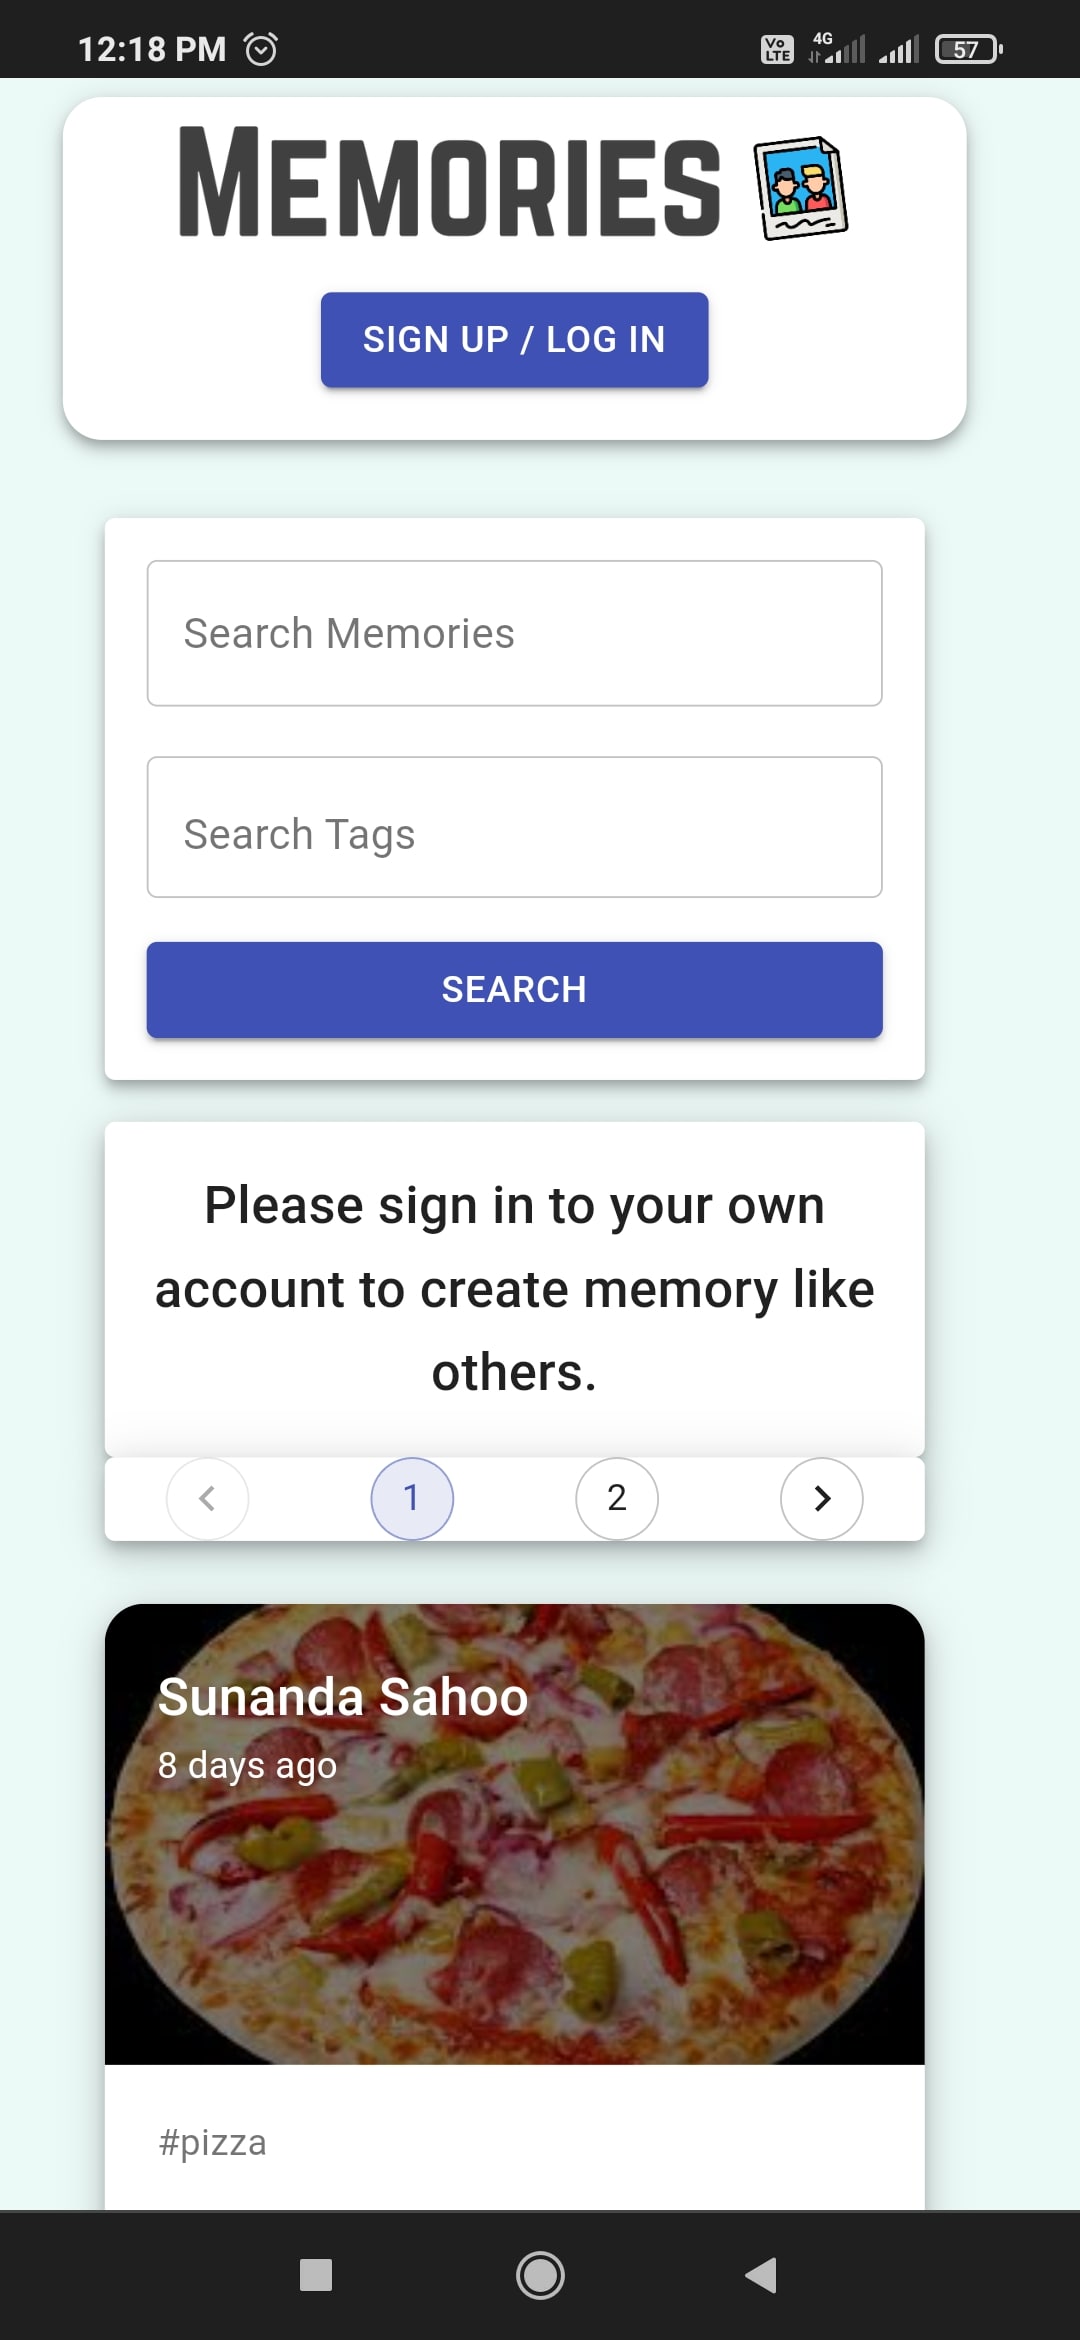 12:18 PM
Vo LTE 4G 57
MEMORIES
SIGN UP / LOG IN
Search Memories
Search Tags
SEARCH
Please sign in to your own
account to create memory like
others.
1 2
Sunanda Sahoo
8 days ago
#pizza